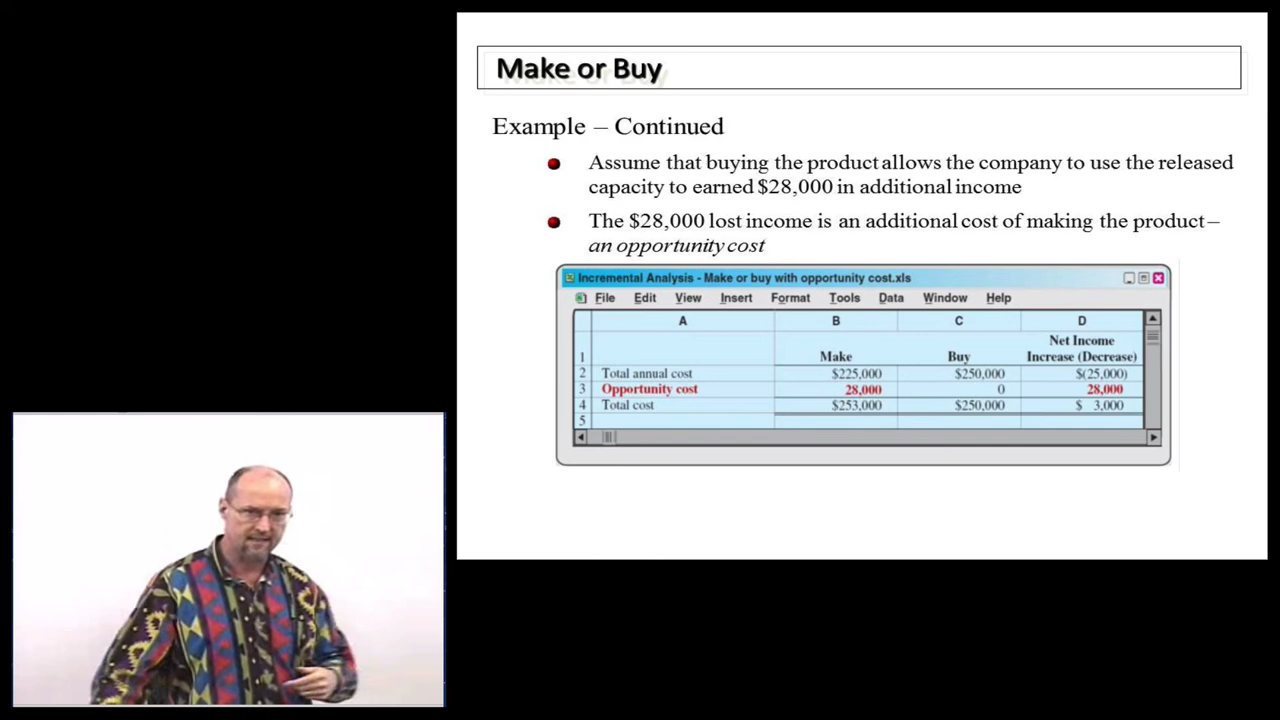 Make or Buy
Example – Continued
Assume that buying the product allows the company to use the released
capacity to earned $28,000 in additional income
The $28,000 lost income is an additional cost of making the product–
an opportunity cost
Incremental Analysis - Make or buy with opportunity cost.xls
File Edit View Insert Format Tools Data Window Help
A B C D
Net Income
1 Make Buy Increase (Decrease)
2 Total annual cost $225,000 $250,000 $(25,000)
3 Opportunity cost 28,000 0 28,000
4 Total cost $253,000 $250,000 $ 3,000
5